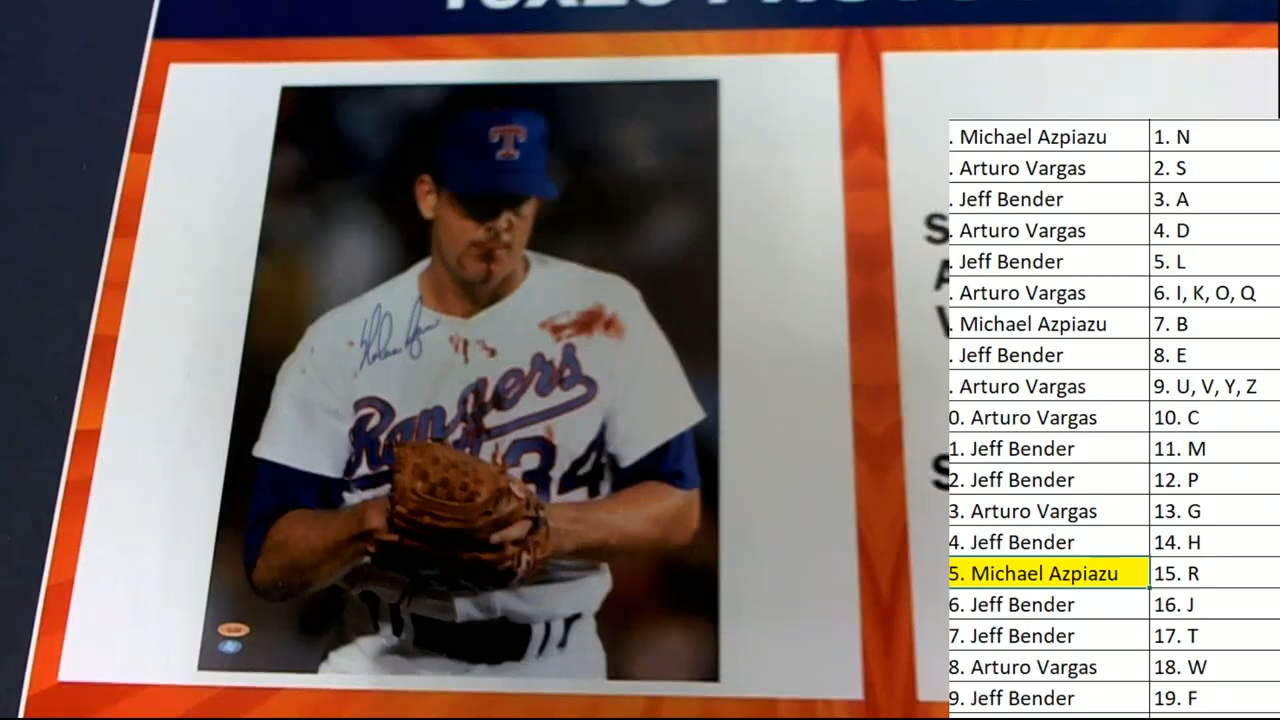 T
Nolan Ryan
Rangers
34
S
A
S
. Michael Azpiazu 1. N
. Arturo Vargas 2. S
. Jeff Bender 3. A
. Arturo Vargas 4. D
. Jeff Bender 5. L
. Arturo Vargas 6. I, K, O, Q
. Michael Azpiazu 7. B
. Jeff Bender 8. E
. Arturo Vargas 9. U, V, Y, Z
0. Arturo Vargas 10. C
1. Jeff Bender 11. M
2. Jeff Bender 12. P
3. Arturo Vargas 13. G
4. Jeff Bender 14. H
5. Michael Azpiazu 15. R
6. Jeff Bender 16. J
7. Jeff Bender 17. T
8. Arturo Vargas 18. W
9. Jeff Bender 19. F